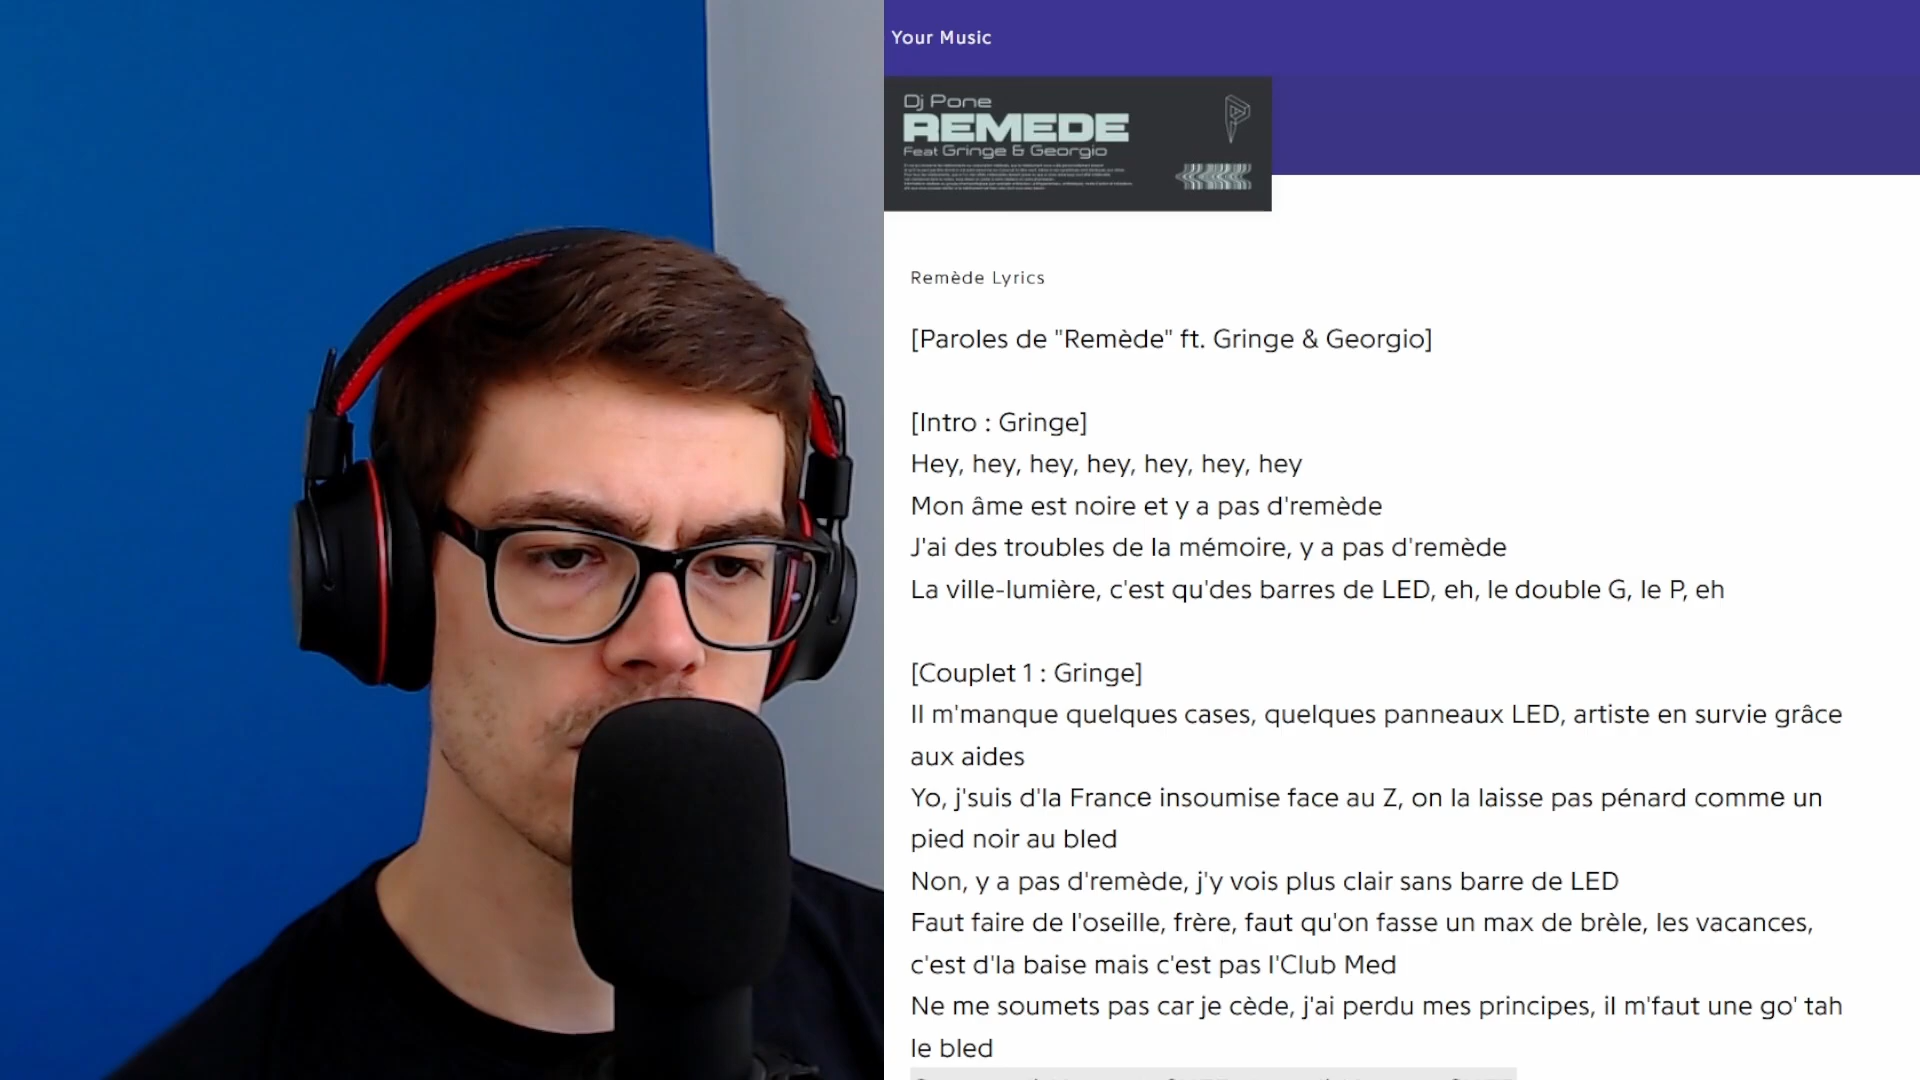 Your Music
Dj Pone
REMEDE
Feat Gringe & Georgio
Remède Lyrics
[Paroles de "Remède" ft. Gringe & Georgio]
[Intro : Gringe]
Hey, hey, hey, hey, hey, hey, hey
Mon âme est noire et y a pas d'remède
J'ai des troubles de la mémoire, y a pas d'remède
La ville-lumière, c'est qu'des barres de LED, eh, le double G, le P, eh
[Couplet 1 : Gringe]
Il m'manque quelques cases, quelques panneaux LED, artiste en survie grâce
aux aides
Yo, j'suis d'la France insoumise face au Z, on la laisse pas pénard comme un
pied noir au bled
Non, y a pas d'remède, j'y vois plus clair sans barre de LED
Faut faire de l'oseille, frère, faut qu'on fasse un max de brèle, les vacances,
c'est d'la baise mais c'est pas l'Club Med
Ne me soumets pas car je cède, j'ai perdu mes principes, il m'faut une go' tah
le bled